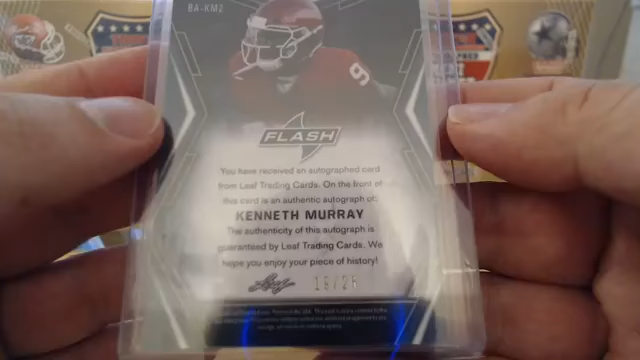 BA-KM2
9
FLASH
You have received an autographed card
from Leaf Trading Cards. On the front of
this card is an authentic autograph of:
KENNETH MURRAY
The authenticity of this autograph is
guaranteed by Leaf Trading Cards. We
hope you enjoy your piece of history!
Leaf